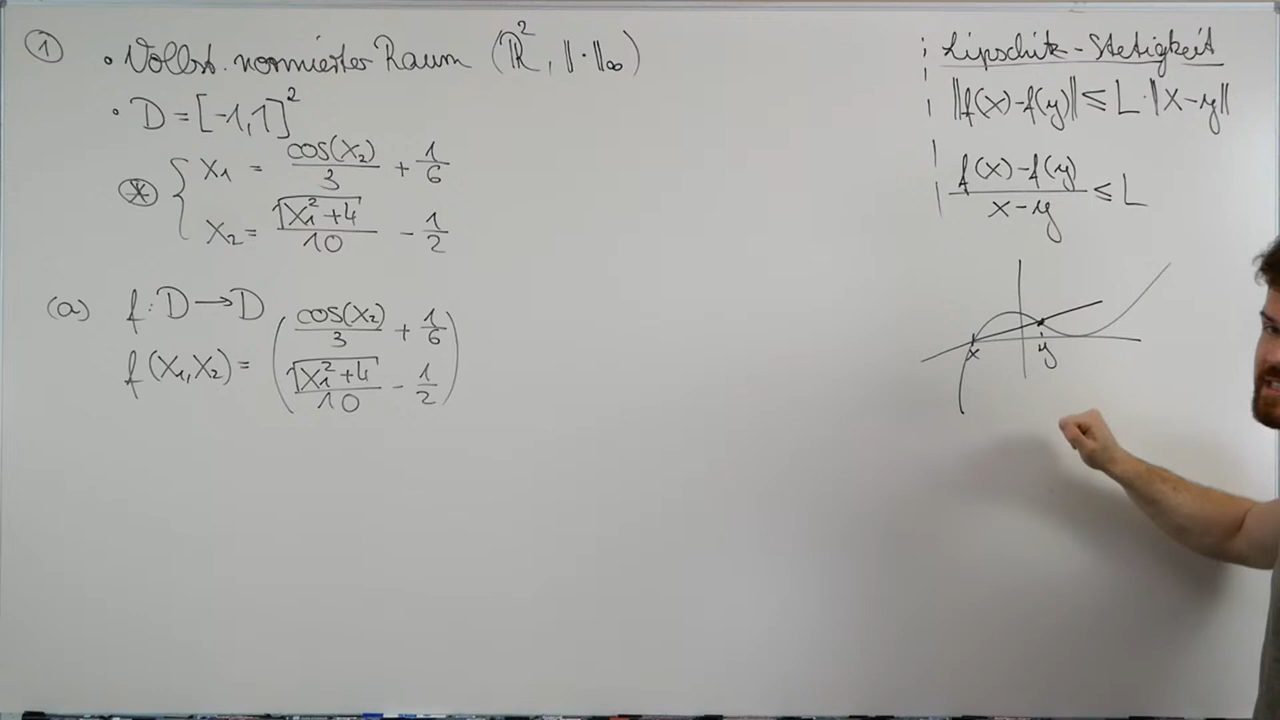 ① • Vollst. normierter Raum (ℝ², ‖·‖∞)
• D = [-1,1]²
⊛ { x₁ = cos(x₂)/3 + 1/6
x₂ = √(x₁²+4)/10 - 1/2
(a) f: D → D
f(x₁,x₂) = ( cos(x₂)/3 + 1/6
√(x₁²+4)/10 - 1/2 )
Lipschitz-Stetigkeit
‖f(x)-f(y)‖ ≤ L·‖x-y‖
f(x)-f(y)/x-y ≤ L
x y